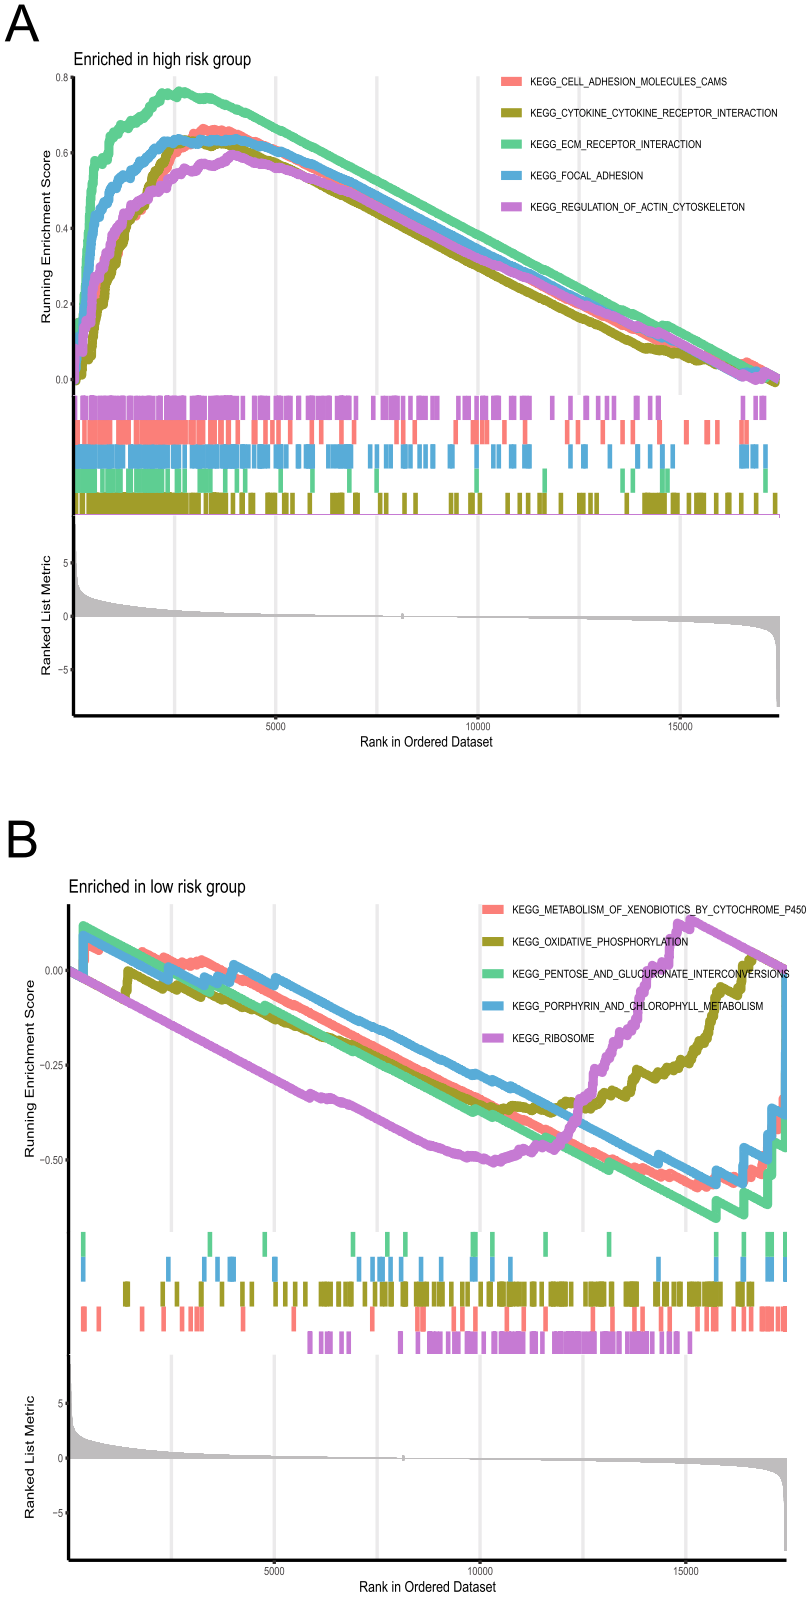 A
Enriched in high risk group
KEGG_CELL_ADHESION_MOLECULES_CAMS
KEGG_CYTOKINE_CYTOKINE_RECEPTOR_INTERACTION
KEGG_ECM_RECEPTOR_INTERACTION
KEGG_FOCAL_ADHESION
KEGG_REGULATION_OF_ACTIN_CYTOSKELETON
Running Enrichment Score
0.8
0.6
0.4
0.2
0.0
Ranked List Metric
5
0
−5
5000
10000
15000
Rank in Ordered Dataset
B
Enriched in low risk group
KEGG_METABOLISM_OF_XENOBIOTICS_BY_CYTOCHROME_P450
KEGG_OXIDATIVE_PHOSPHORYLATION
KEGG_PENTOSE_AND_GLUCURONATE_INTERCONVERSIONS
KEGG_PORPHYRIN_AND_CHLOROPHYLL_METABOLISM
KEGG_RIBOSOME
Running Enrichment Score
0.00
−0.25
−0.50
Ranked List Metric
5
0
−5
5000
10000
15000
Rank in Ordered Dataset